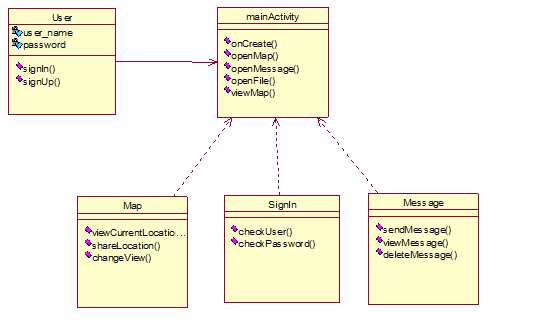 User
user_name
password
signIn()
signUp()
mainActivity
onCreate()
openMap()
openMessage()
openFile()
viewMap()
Map
viewCurrentLocatio...
shareLocation()
changeView()
SignIn
checkUser()
checkPassword()
Message
sendMessage()
viewMessage()
deleteMessage()